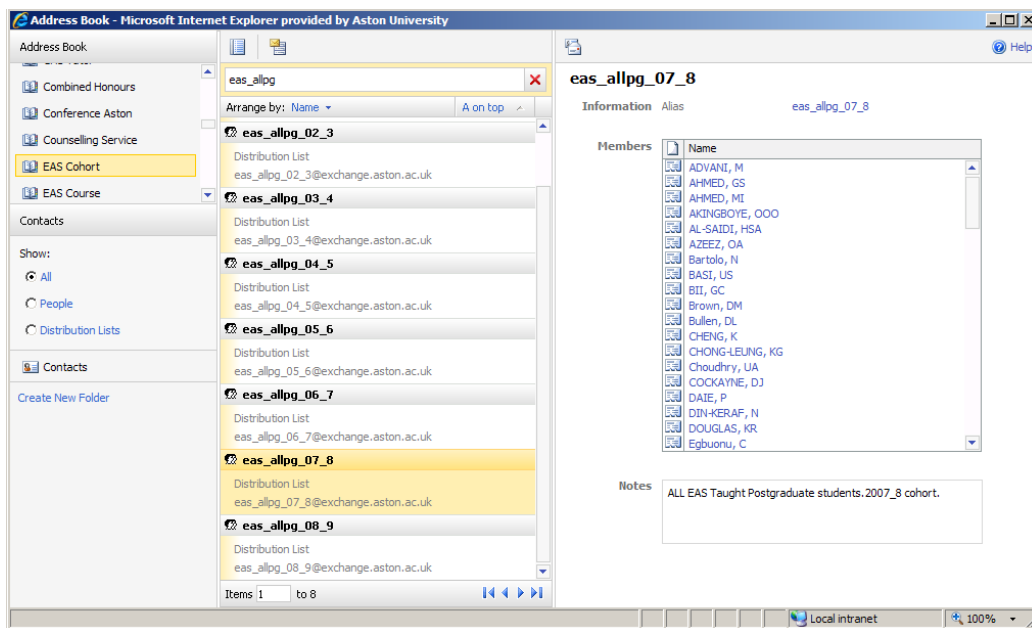 Address Book - Microsoft Internet Explorer provided by Aston University
Address Book
Combined Honours
Conference Aston
Counselling Service
EAS Cohort
EAS Course
Contacts
Show:
All
People
Distribution Lists
Contacts
Create New Folder
eas_allpg
Arrange by: Name
A on top
eas_allpg_02_3
Distribution List
eas_allpg_02_3@exchange.aston.ac.uk
eas_allpg_03_4
Distribution List
eas_allpg_03_4@exchange.aston.ac.uk
eas_allpg_04_5
Distribution List
eas_allpg_04_5@exchange.aston.ac.uk
eas_allpg_05_6
Distribution List
eas_allpg_05_6@exchange.aston.ac.uk
eas_allpg_06_7
Distribution List
eas_allpg_06_7@exchange.aston.ac.uk
eas_allpg_07_8
Distribution List
eas_allpg_07_8@exchange.aston.ac.uk
eas_allpg_08_9
Distribution List
eas_allpg_08_9@exchange.aston.ac.uk
Items 1 to 8
Help
eas_allpg_07_8
Information Alias eas_allpg_07_8
Members
Name
ADVANI, M
AHMED, GS
AHMED, MI
AKINGBOYE, OOO
AL-SAIDI, HSA
AZEEZ, OA
Bartolo, N
BASI, US
BII, GC
Brown, DM
Bullen, DL
CHENG, K
CHONG-LEUNG, KG
Choudhry, UA
COCKAYNE, DJ
DAIE, P
DIN-KERAF, N
DOUGLAS, KR
Egbuonu, C
Notes
ALL EAS Taught Postgraduate students.2007_8 cohort.
Local intranet
100%